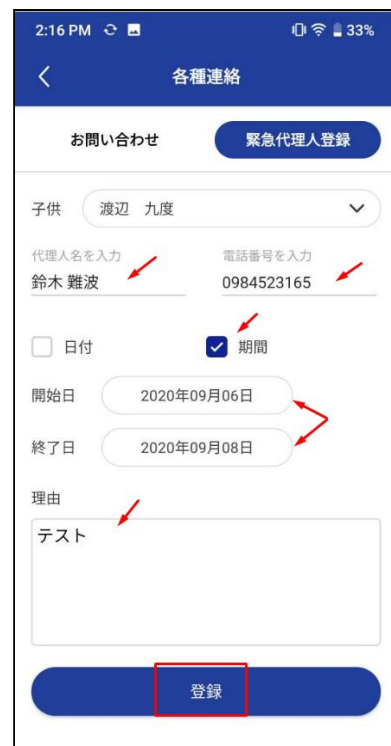 2:16 PM 33%
各種連絡
お問い合わせ 緊急代理人登録
子供 渡辺 九度
代理人名を入力 電話番号を入力
鈴木 難波 0984523165
日付 期間
開始日 2020年09月06日
終了日 2020年09月08日
理由
テスト
登録